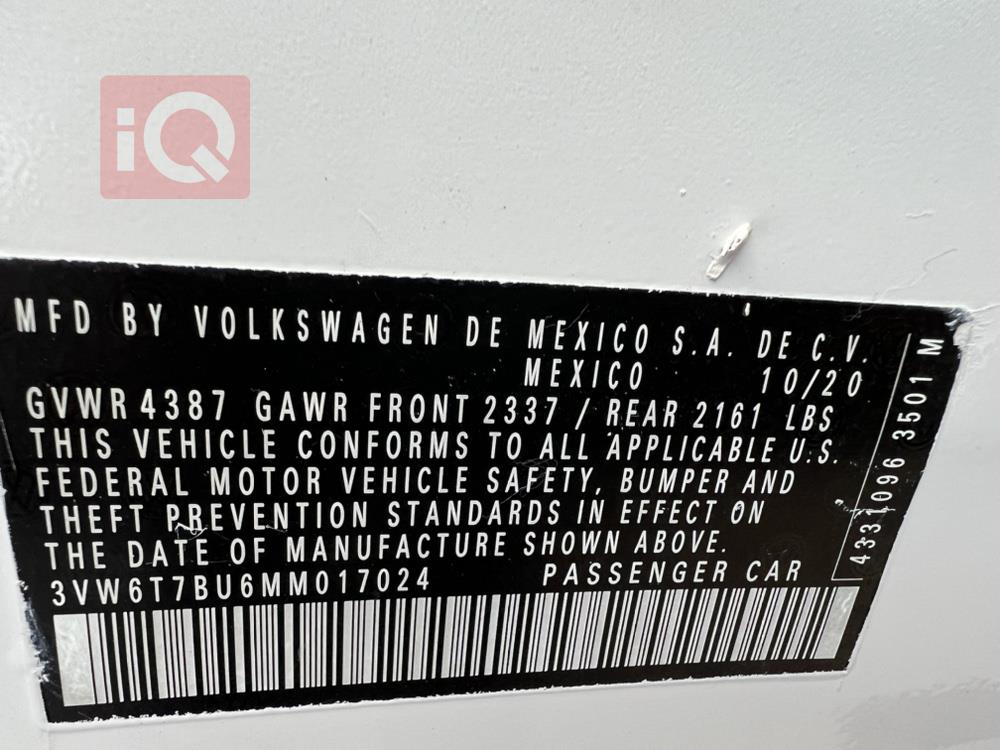 iQ
MFD BY VOLKSWAGEN DE MEXICO S.A. DE C.V.
MEXICO 10/20
GVWR 4387 GAWR FRONT 2337 / REAR 2161 LBS
THIS VEHICLE CONFORMS TO ALL APPLICABLE U.S.
FEDERAL MOTOR VEHICLE SAFETY, BUMPER AND
THEFT PREVENTION STANDARDS IN EFFECT ON
THE DATE OF MANUFACTURE SHOWN ABOVE.
3VW6T7BU6MM017024 PASSENGER CAR
4331096 3501 M